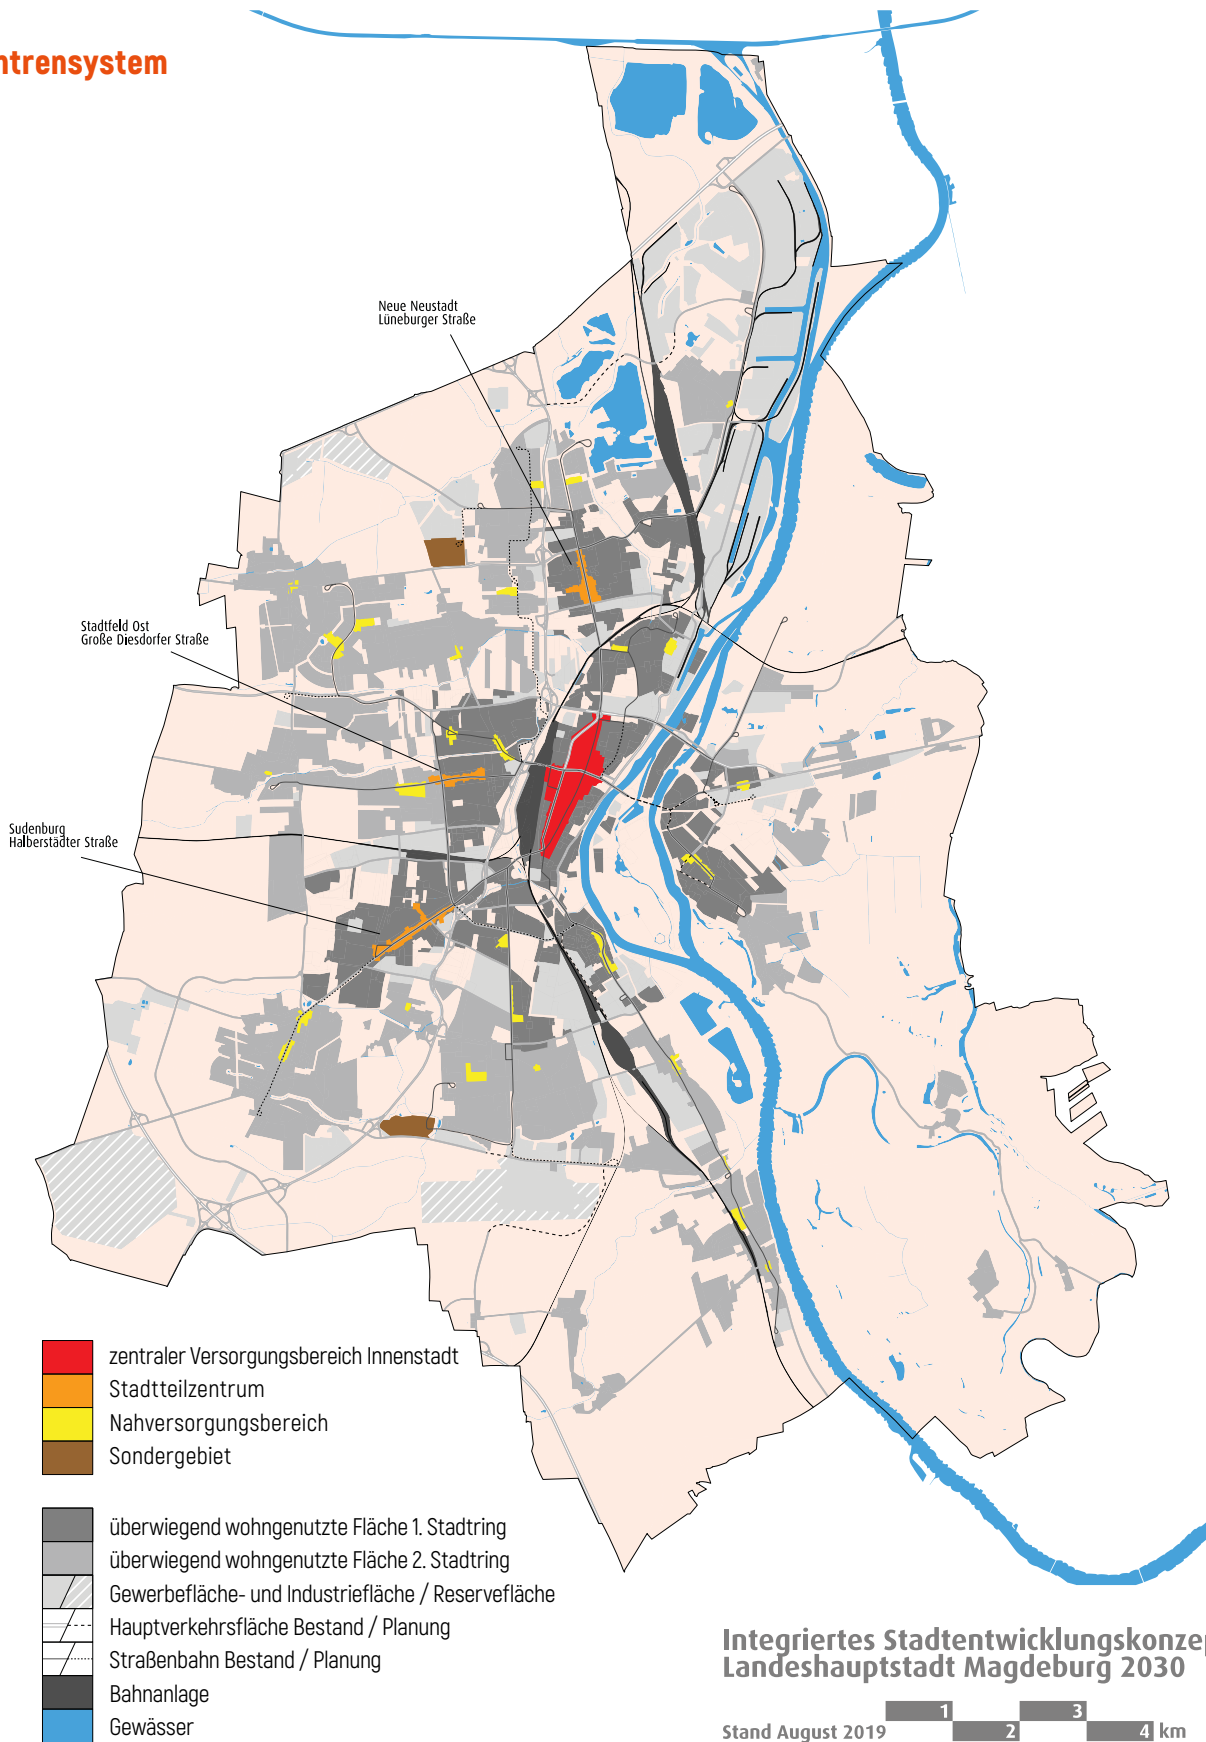 ntrensystem
Neue Neustadt
Lüneburger Straße
Stadtfeld Ost
Große Diesdorfer Straße
Sudenburg
Halberstädter Straße
zentraler Versorgungsbereich Innenstadt
Stadtteilzentrum
Nahversorgungsbereich
Sondergebiet
überwiegend wohngenutzte Fläche 1. Stadtring
überwiegend wohngenutzte Fläche 2. Stadtring
Gewerbefläche- und Industriefläche / Reservefläche
Hauptverkehrsfläche Bestand / Planung
Straßenbahn Bestand / Planung
Bahnanlage
Gewässer
Integriertes Stadtentwicklungskonzep
Landeshauptstadt Magdeburg 2030
Stand August 2019
1 2 3 4 km